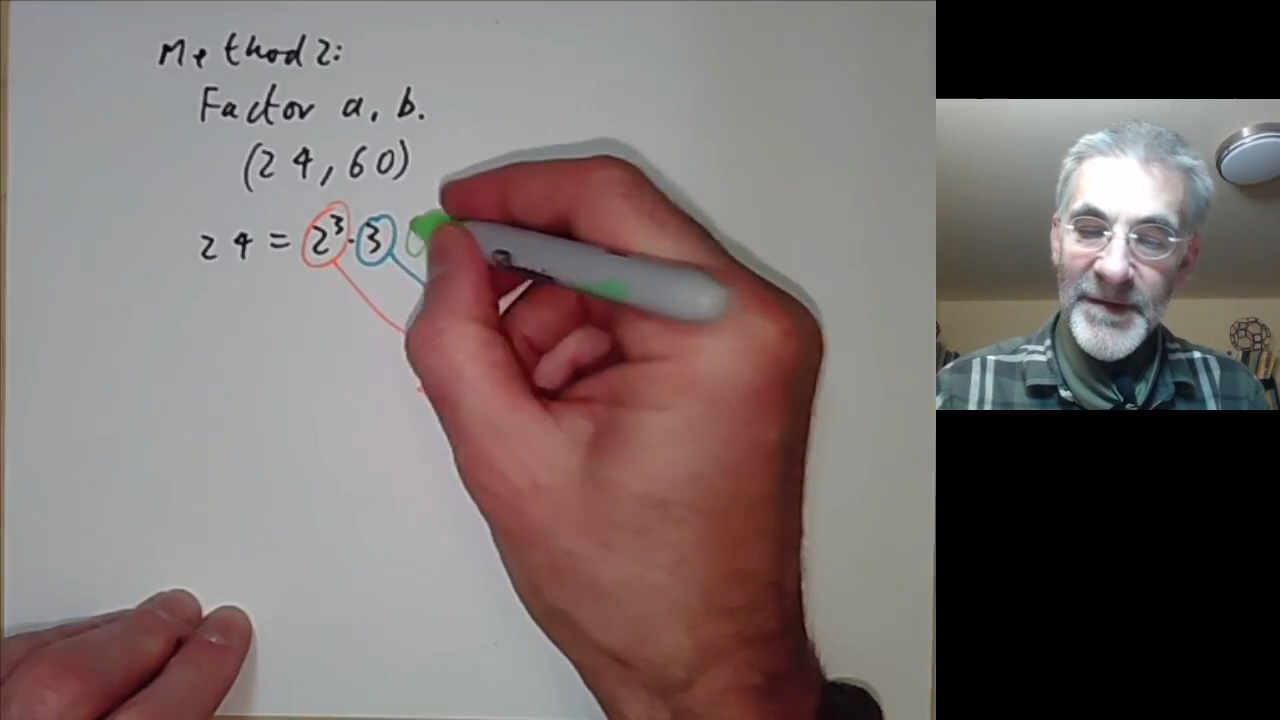 Method 2:
Factor a, b.
(24, 60)
24 = 2³·3